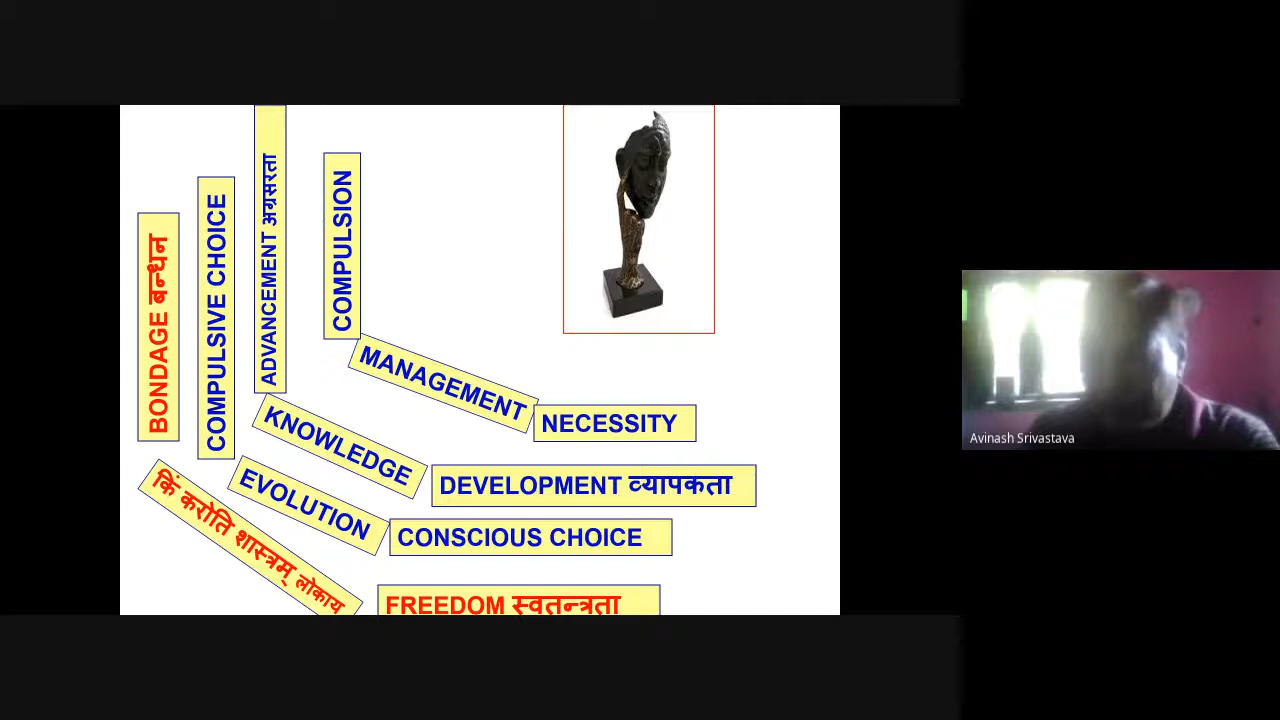 BONDAGE बन्धन
COMPULSIVE CHOICE
ADVANCEMENT अग्रसरता
COMPULSION
MANAGEMENT
NECESSITY
KNOWLEDGE
DEVELOPMENT व्यापकता
EVOLUTION
CONSCIOUS CHOICE
किं करोति शास्त्रम् लोकाय
FREEDOM स्वतन्त्रता
Avinash Srivastava